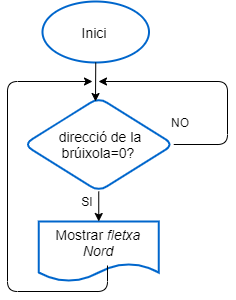 Inici
direcció de la
brúixola=0?
NO
SI
Mostrar fletxa
Nord